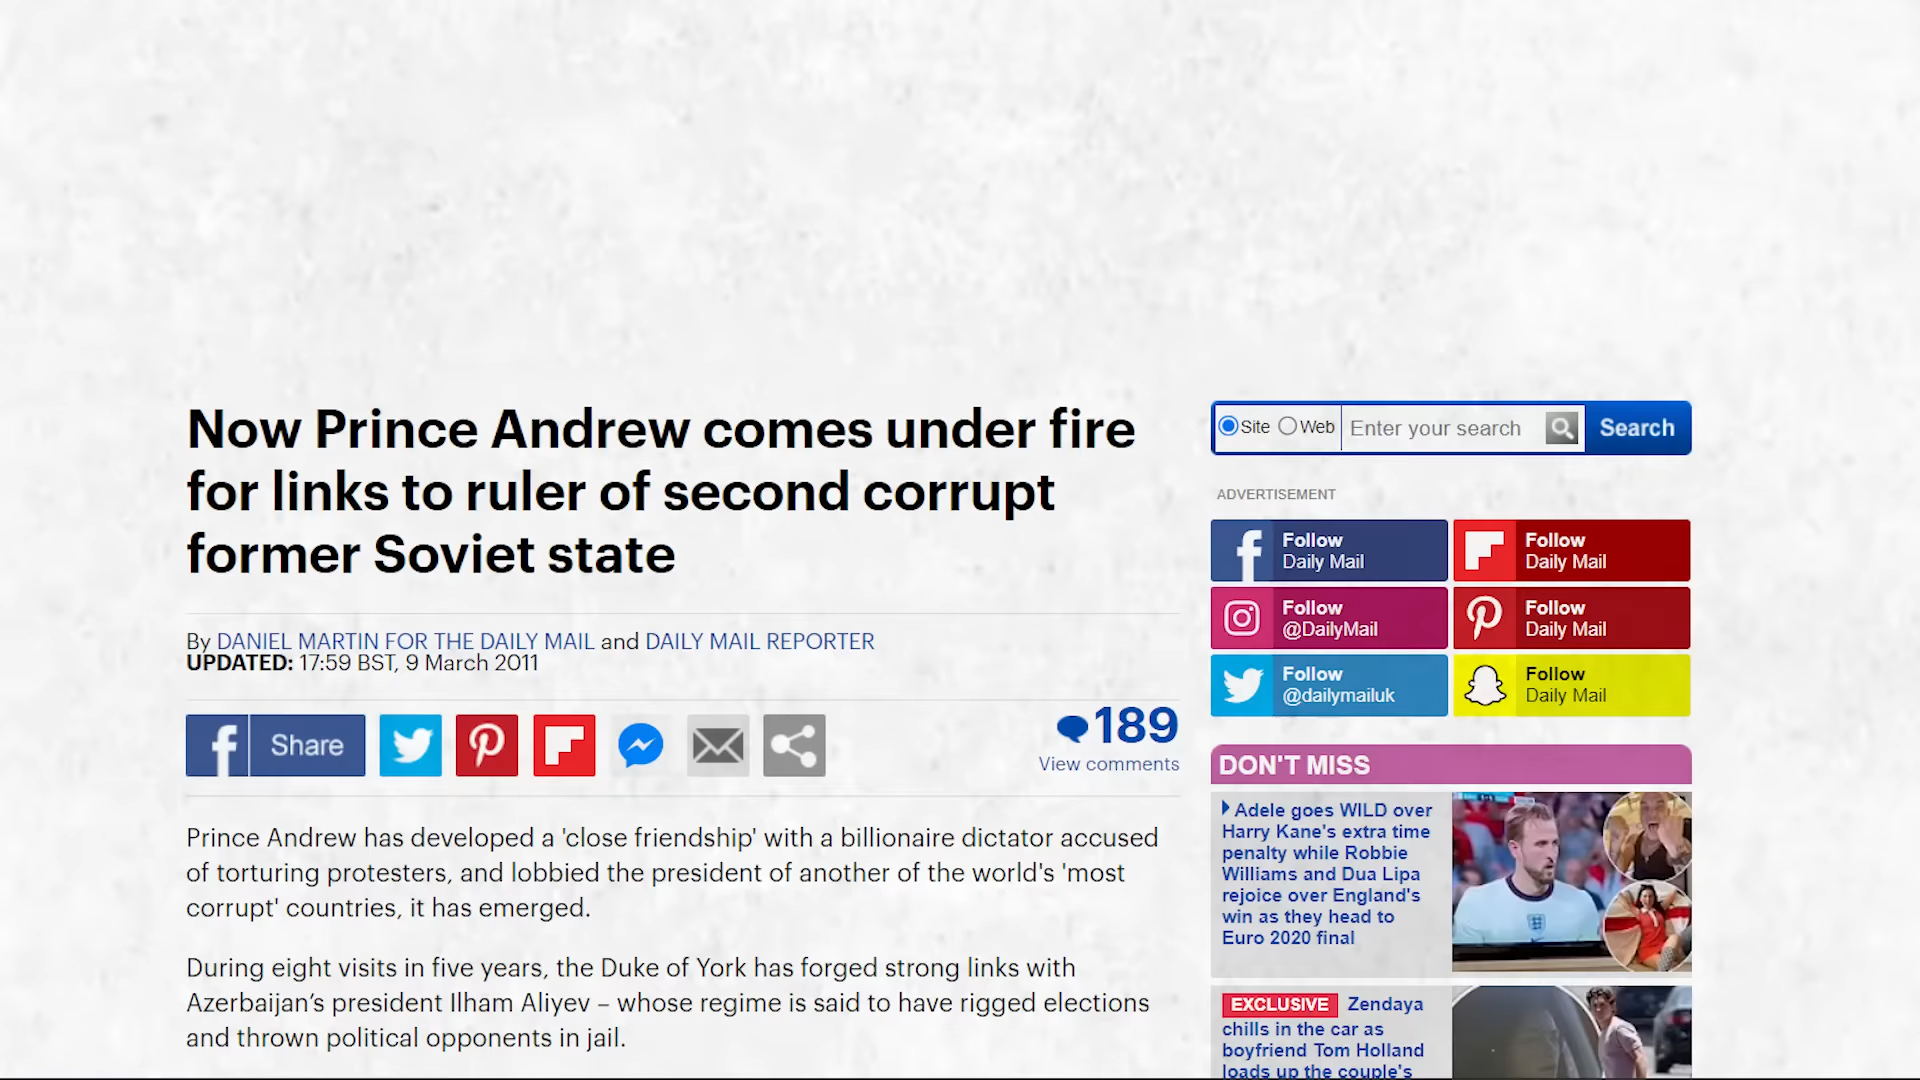 Now Prince Andrew comes under fire
for links to ruler of second corrupt
former Soviet state
By DANIEL MARTIN FOR THE DAILY MAIL and DAILY MAIL REPORTER
UPDATED: 17:59 BST, 9 March 2011
Share
189
View comments
Prince Andrew has developed a 'close friendship' with a billionaire dictator accused
of torturing protesters, and lobbied the president of another of the world's 'most
corrupt' countries, it has emerged.
During eight visits in five years, the Duke of York has forged strong links with
Azerbaijan’s president Ilham Aliyev – whose regime is said to have rigged elections
and thrown political opponents in jail.
Site Web Enter your search Search
ADVERTISEMENT
Follow
Daily Mail
Follow
Daily Mail
Follow
@DailyMail
Follow
Daily Mail
Follow
@dailymailuk
Follow
Daily Mail
DON'T MISS
Adele goes WILD over
Harry Kane's extra time
penalty while Robbie
Williams and Dua Lipa
rejoice over England's
win as they head to
Euro 2020 final
EXCLUSIVE Zendaya
chills in the car as
boyfriend Tom Holland
loads up the couple's